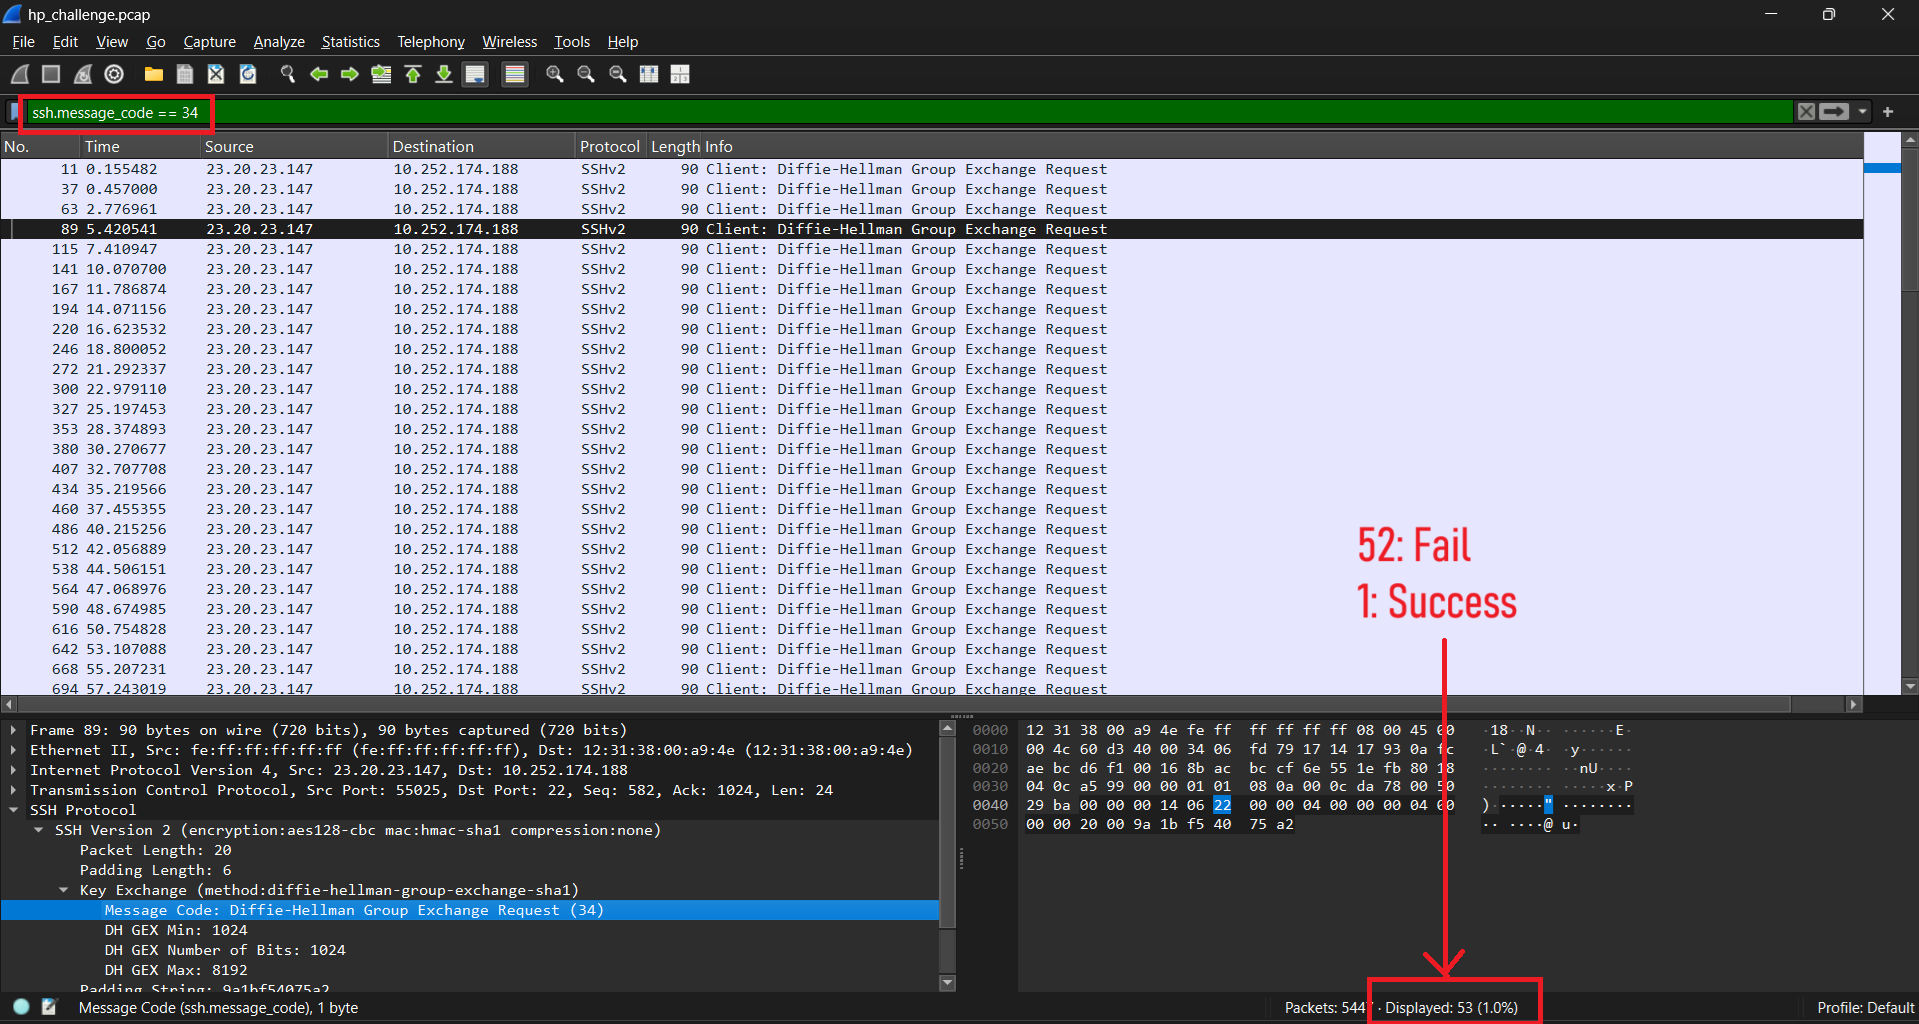 hp_challenge.pcap
File Edit View Go Capture Analyze Statistics Telephony Wireless Tools Help
ssh.message_code == 34
No. Time Source Destination Protocol Length Info
11 0.155482 23.20.23.147 10.252.174.188 SSHv2 90 Client: Diffie-Hellman Group Exchange Request
37 0.457000 23.20.23.147 10.252.174.188 SSHv2 90 Client: Diffie-Hellman Group Exchange Request
63 2.776961 23.20.23.147 10.252.174.188 SSHv2 90 Client: Diffie-Hellman Group Exchange Request
89 5.420541 23.20.23.147 10.252.174.188 SSHv2 90 Client: Diffie-Hellman Group Exchange Request
115 7.410947 23.20.23.147 10.252.174.188 SSHv2 90 Client: Diffie-Hellman Group Exchange Request
141 10.070700 23.20.23.147 10.252.174.188 SSHv2 90 Client: Diffie-Hellman Group Exchange Request
167 11.786874 23.20.23.147 10.252.174.188 SSHv2 90 Client: Diffie-Hellman Group Exchange Request
194 14.071156 23.20.23.147 10.252.174.188 SSHv2 90 Client: Diffie-Hellman Group Exchange Request
220 16.623532 23.20.23.147 10.252.174.188 SSHv2 90 Client: Diffie-Hellman Group Exchange Request
246 18.800052 23.20.23.147 10.252.174.188 SSHv2 90 Client: Diffie-Hellman Group Exchange Request
272 21.292337 23.20.23.147 10.252.174.188 SSHv2 90 Client: Diffie-Hellman Group Exchange Request
300 22.979110 23.20.23.147 10.252.174.188 SSHv2 90 Client: Diffie-Hellman Group Exchange Request
327 25.197453 23.20.23.147 10.252.174.188 SSHv2 90 Client: Diffie-Hellman Group Exchange Request
353 28.374893 23.20.23.147 10.252.174.188 SSHv2 90 Client: Diffie-Hellman Group Exchange Request
380 30.270677 23.20.23.147 10.252.174.188 SSHv2 90 Client: Diffie-Hellman Group Exchange Request
407 32.707708 23.20.23.147 10.252.174.188 SSHv2 90 Client: Diffie-Hellman Group Exchange Request
434 35.219566 23.20.23.147 10.252.174.188 SSHv2 90 Client: Diffie-Hellman Group Exchange Request
460 37.455355 23.20.23.147 10.252.174.188 SSHv2 90 Client: Diffie-Hellman Group Exchange Request
486 40.215256 23.20.23.147 10.252.174.188 SSHv2 90 Client: Diffie-Hellman Group Exchange Request
512 42.056889 23.20.23.147 10.252.174.188 SSHv2 90 Client: Diffie-Hellman Group Exchange Request
538 44.506151 23.20.23.147 10.252.174.188 SSHv2 90 Client: Diffie-Hellman Group Exchange Request
564 47.068976 23.20.23.147 10.252.174.188 SSHv2 90 Client: Diffie-Hellman Group Exchange Request
590 48.674985 23.20.23.147 10.252.174.188 SSHv2 90 Client: Diffie-Hellman Group Exchange Request
616 50.754828 23.20.23.147 10.252.174.188 SSHv2 90 Client: Diffie-Hellman Group Exchange Request
642 53.107088 23.20.23.147 10.252.174.188 SSHv2 90 Client: Diffie-Hellman Group Exchange Request
668 55.207231 23.20.23.147 10.252.174.188 SSHv2 90 Client: Diffie-Hellman Group Exchange Request
694 57.243019 23.20.23.147 10.252.174.188 SSHv2 90 Client: Diffie-Hellman Group Exchange Request
52: Fail
1: Success
Frame 89: 90 bytes on wire (720 bits), 90 bytes captured (720 bits)
Ethernet II, Src: fe:ff:ff:ff:ff:ff (fe:ff:ff:ff:ff:ff), Dst: 12:31:38:00:a9:4e (12:31:38:00:a9:4e)
Internet Protocol Version 4, Src: 23.20.23.147, Dst: 10.252.174.188
Transmission Control Protocol, Src Port: 55025, Dst Port: 22, Seq: 582, Ack: 1024, Len: 24
SSH Protocol
SSH Version 2 (encryption:aes128-cbc mac:hmac-sha1 compression:none)
Packet Length: 20
Padding Length: 6
Key Exchange (method:diffie-hellman-group-exchange-sha1)
Message Code: Diffie-Hellman Group Exchange Request (34)
DH GEX Min: 1024
DH GEX Number of Bits: 1024
DH GEX Max: 8192
Padding String: 9a1bf54075a2
0000 12 31 38 00 a9 4e fe ff ff ff ff ff 08 00 45 00 ·18··N·· ······E·
0010 00 4c 60 d3 40 00 34 06 fd 79 17 14 17 93 0a fc ·L`·@·4· ·y······
0020 ae bc d6 f1 00 16 8b ac bc cf 6e 55 1e fb 80 18 ········ ··nU····
0030 04 0c a5 99 00 00 01 01 08 0a 00 0c da 78 00 50 ········ ·····x·P
0040 29 ba 00 00 00 14 06 22 00 00 04 00 00 00 04 00 )······" ········
0050 00 00 20 00 9a 1b f5 40 75 a2 ·· ····@ u·
Message Code (ssh.message_code), 1 byte
Packets: 5447 · Displayed: 53 (1.0%)
Profile: Default